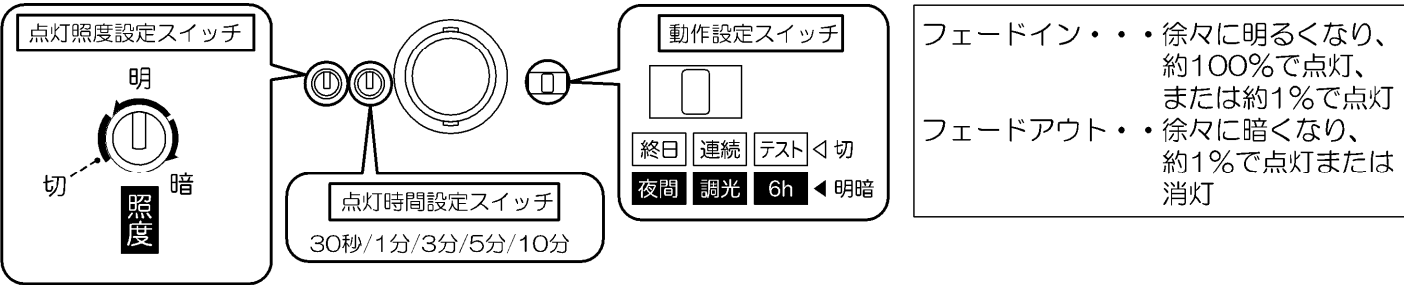 点灯照度設定スイッチ
明
切
暗
照度
点灯時間設定スイッチ
30秒/1分/3分/5分/10分
動作設定スイッチ
終日 連続 テスト ◁切
夜間 調光 6h ◀明暗
フェードイン・・・徐々に明るくなり、
約100%で点灯、
または約1%で点灯
フェードアウト・・徐々に暗くなり、
約1%で点灯または
消灯